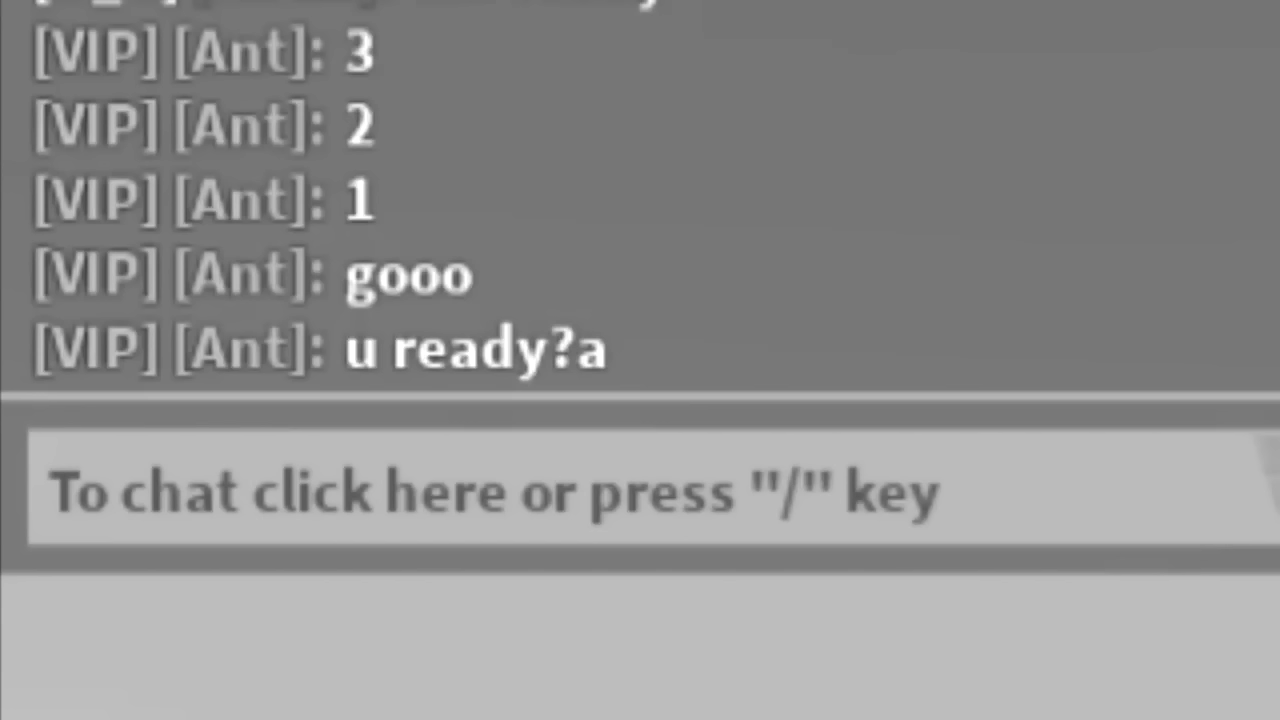 [VIP] [Ant]: 3
[VIP] [Ant]: 2
[VIP] [Ant]: 1
[VIP] [Ant]: gooo
[VIP] [Ant]: u ready?a
To chat click here or press "/" key